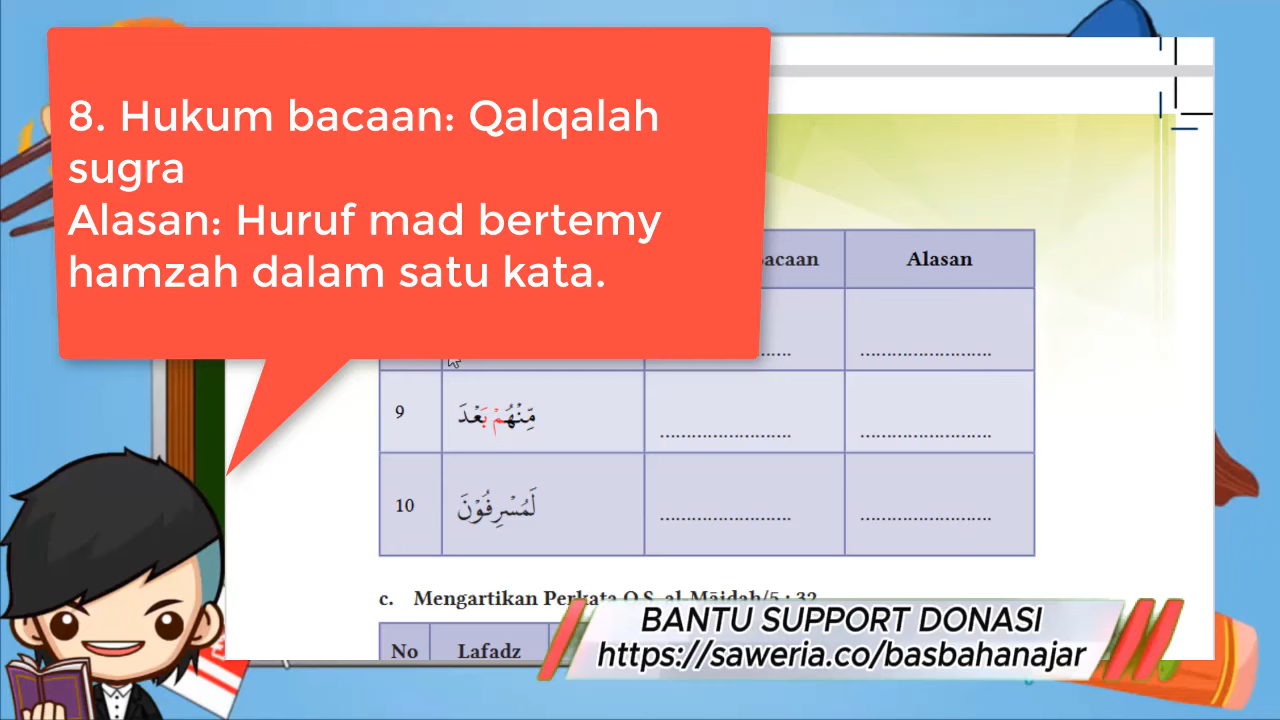 8. Hukum bacaan: Qalqalah
sugra
Alasan: Huruf mad bertemy
hamzah dalam satu kata.
bacaan Alasan
........................ ........................
9 مِّنْهُمْ بَعْدَ ........................ ........................
10 لَمُسْرِفُوْنَ ........................ ........................
c. Mengartikan Perkata Q.S. al-Māidah/5 : 32
No Lafadz
BANTU SUPPORT DONASI
https://saweria.co/basbahanajar